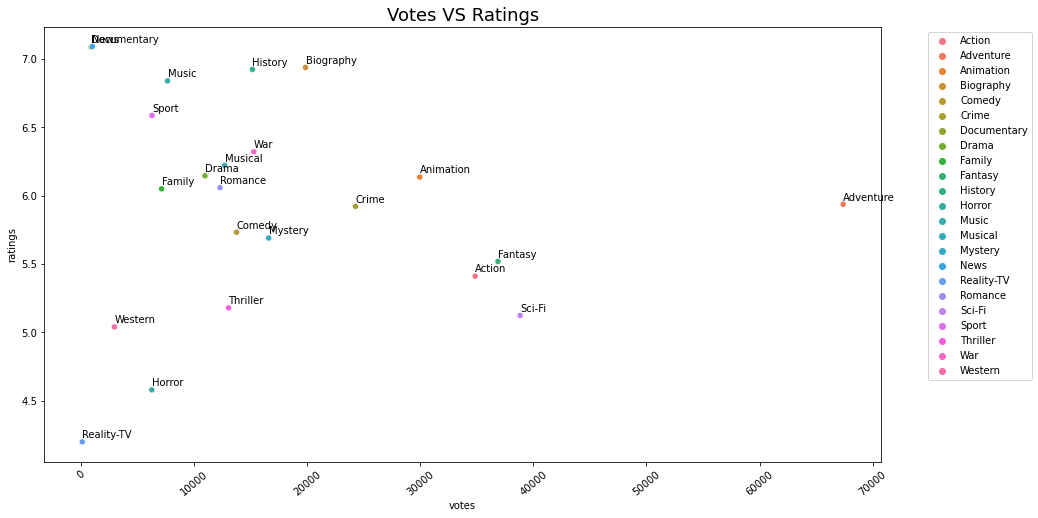 Votes VS Ratings
Documentary
News
Biography
History
Music
Sport
War
Musical
Drama
Animation
Family
Romance
Crime
Adventure
Comedy
Mystery
Fantasy
Action
Thriller
Sci-Fi
Western
Horror
Reality-TV
7.0
6.5
6.0
5.5
5.0
4.5
ratings
0
10000
20000
30000
40000
50000
60000
70000
votes
Action
Adventure
Animation
Biography
Comedy
Crime
Documentary
Drama
Family
Fantasy
History
Horror
Music
Musical
Mystery
News
Reality-TV
Romance
Sci-Fi
Sport
Thriller
War
Western